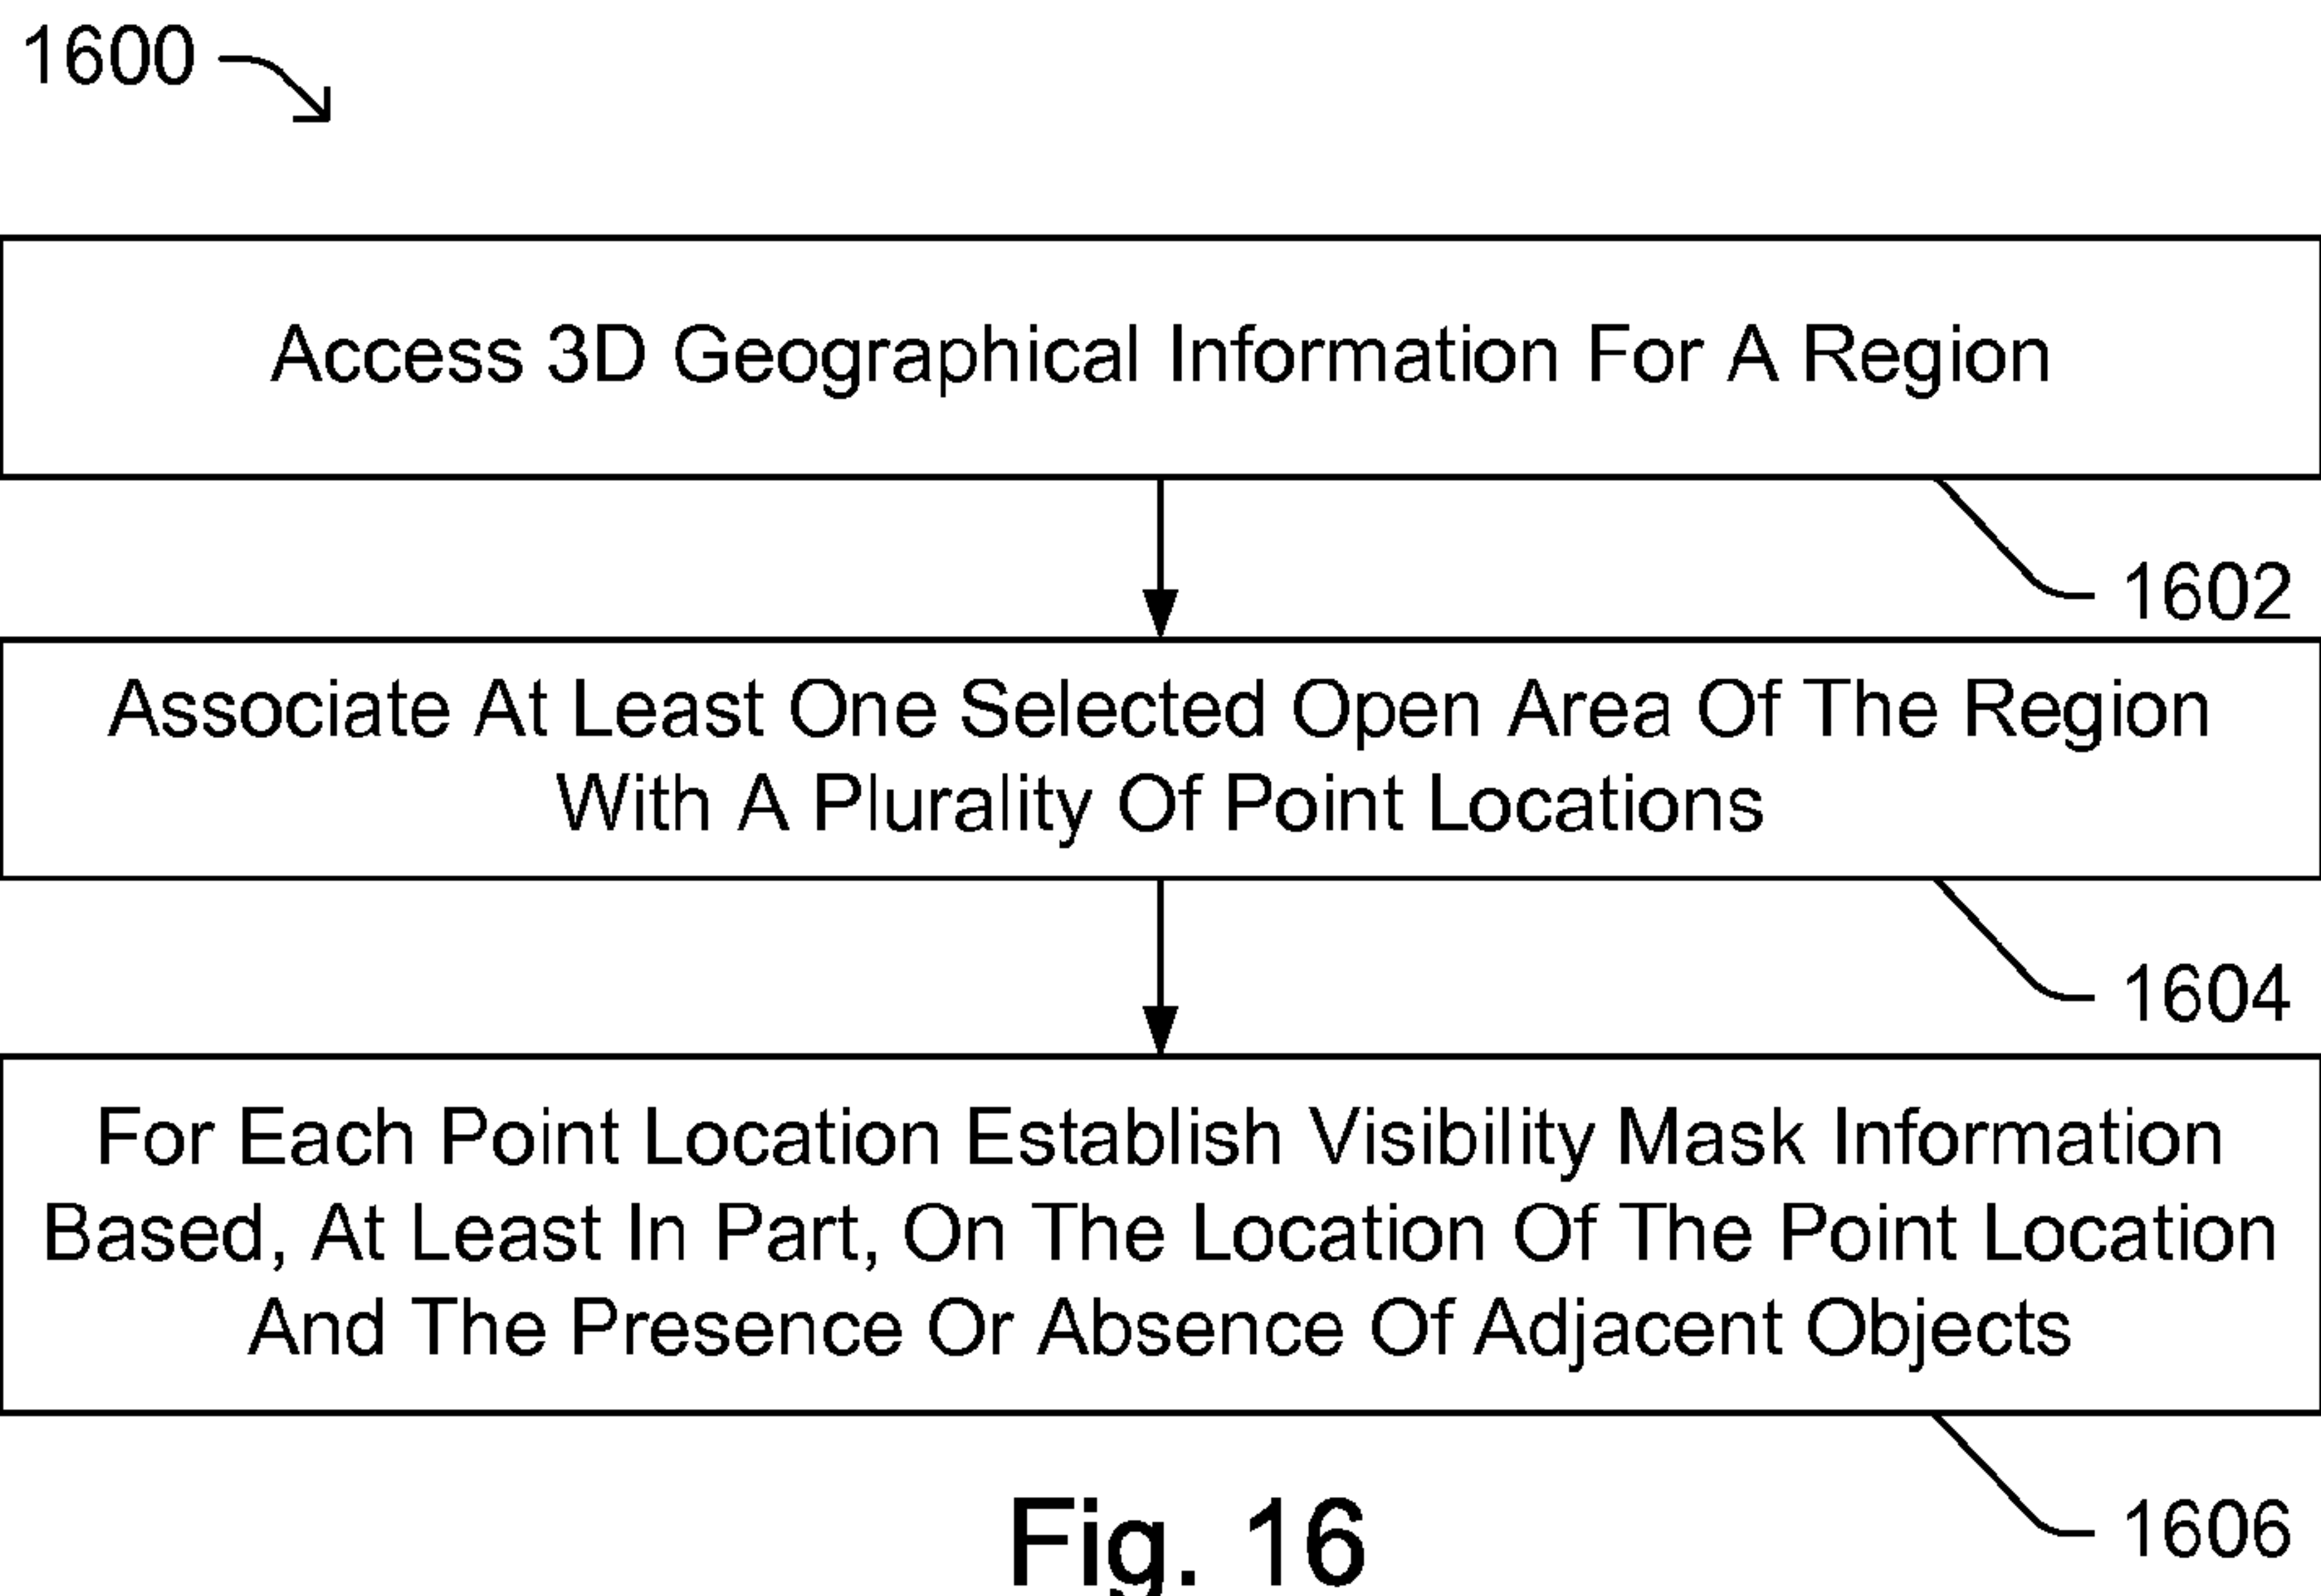 1600
Access 3D Geographical Information For A Region
1602
Associate At Least One Selected Open Area Of The Region
With A Plurality Of Point Locations
1604
For Each Point Location Establish Visibility Mask Information
Based, At Least In Part, On The Location Of The Point Location
And The Presence Or Absence Of Adjacent Objects
1606
Fig. 16